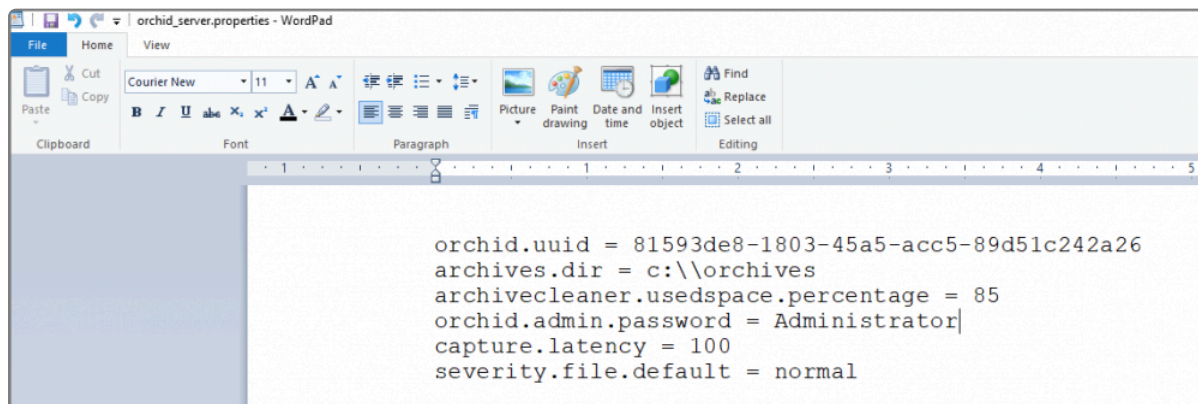 orchid_server.properties - WordPad
File Home View
Cut
Copy
Paste
Clipboard
Courier New 11 A A
B I U abc X₂ X² A
Font
Paragraph
Picture Paint drawing Date and time Insert object
Insert
Find
Replace
Select all
Editing
1 1 2 3 4 5
orchid.uuid = 81593de8-1803-45a5-acc5-89d51c242a26
archives.dir = c:\\orchives
archivecleaner.usedspace.percentage = 85
orchid.admin.password = Administrator
capture.latency = 100
severity.file.default = normal